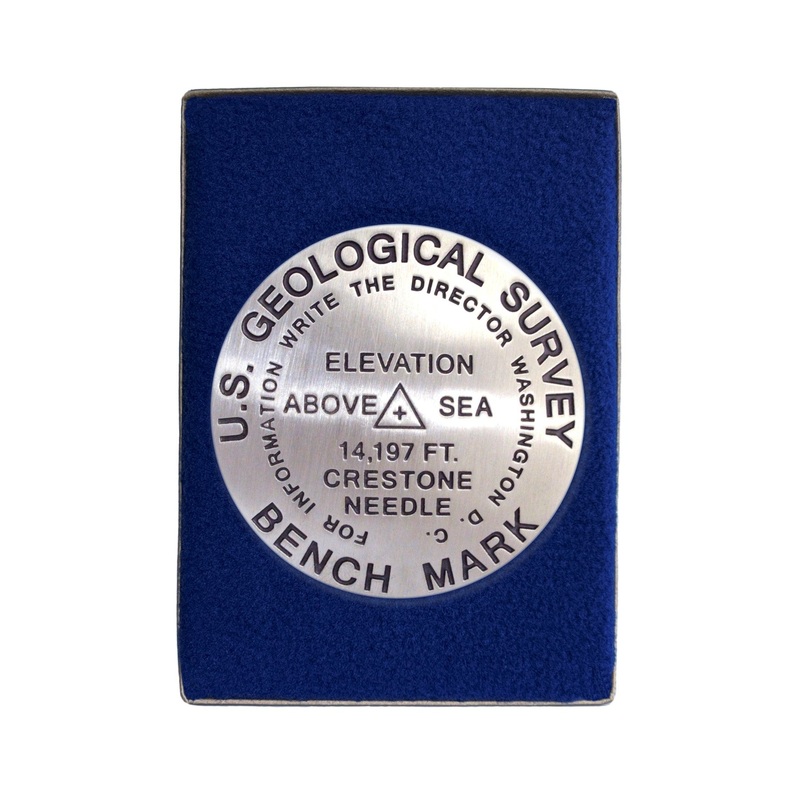 U.S. GEOLOGICAL SURVEY
FOR INFORMATION WRITE THE DIRECTOR WASHINGTON D. C.
ELEVATION
ABOVE SEA
14,197 FT.
CRESTONE
NEEDLE
BENCH MARK